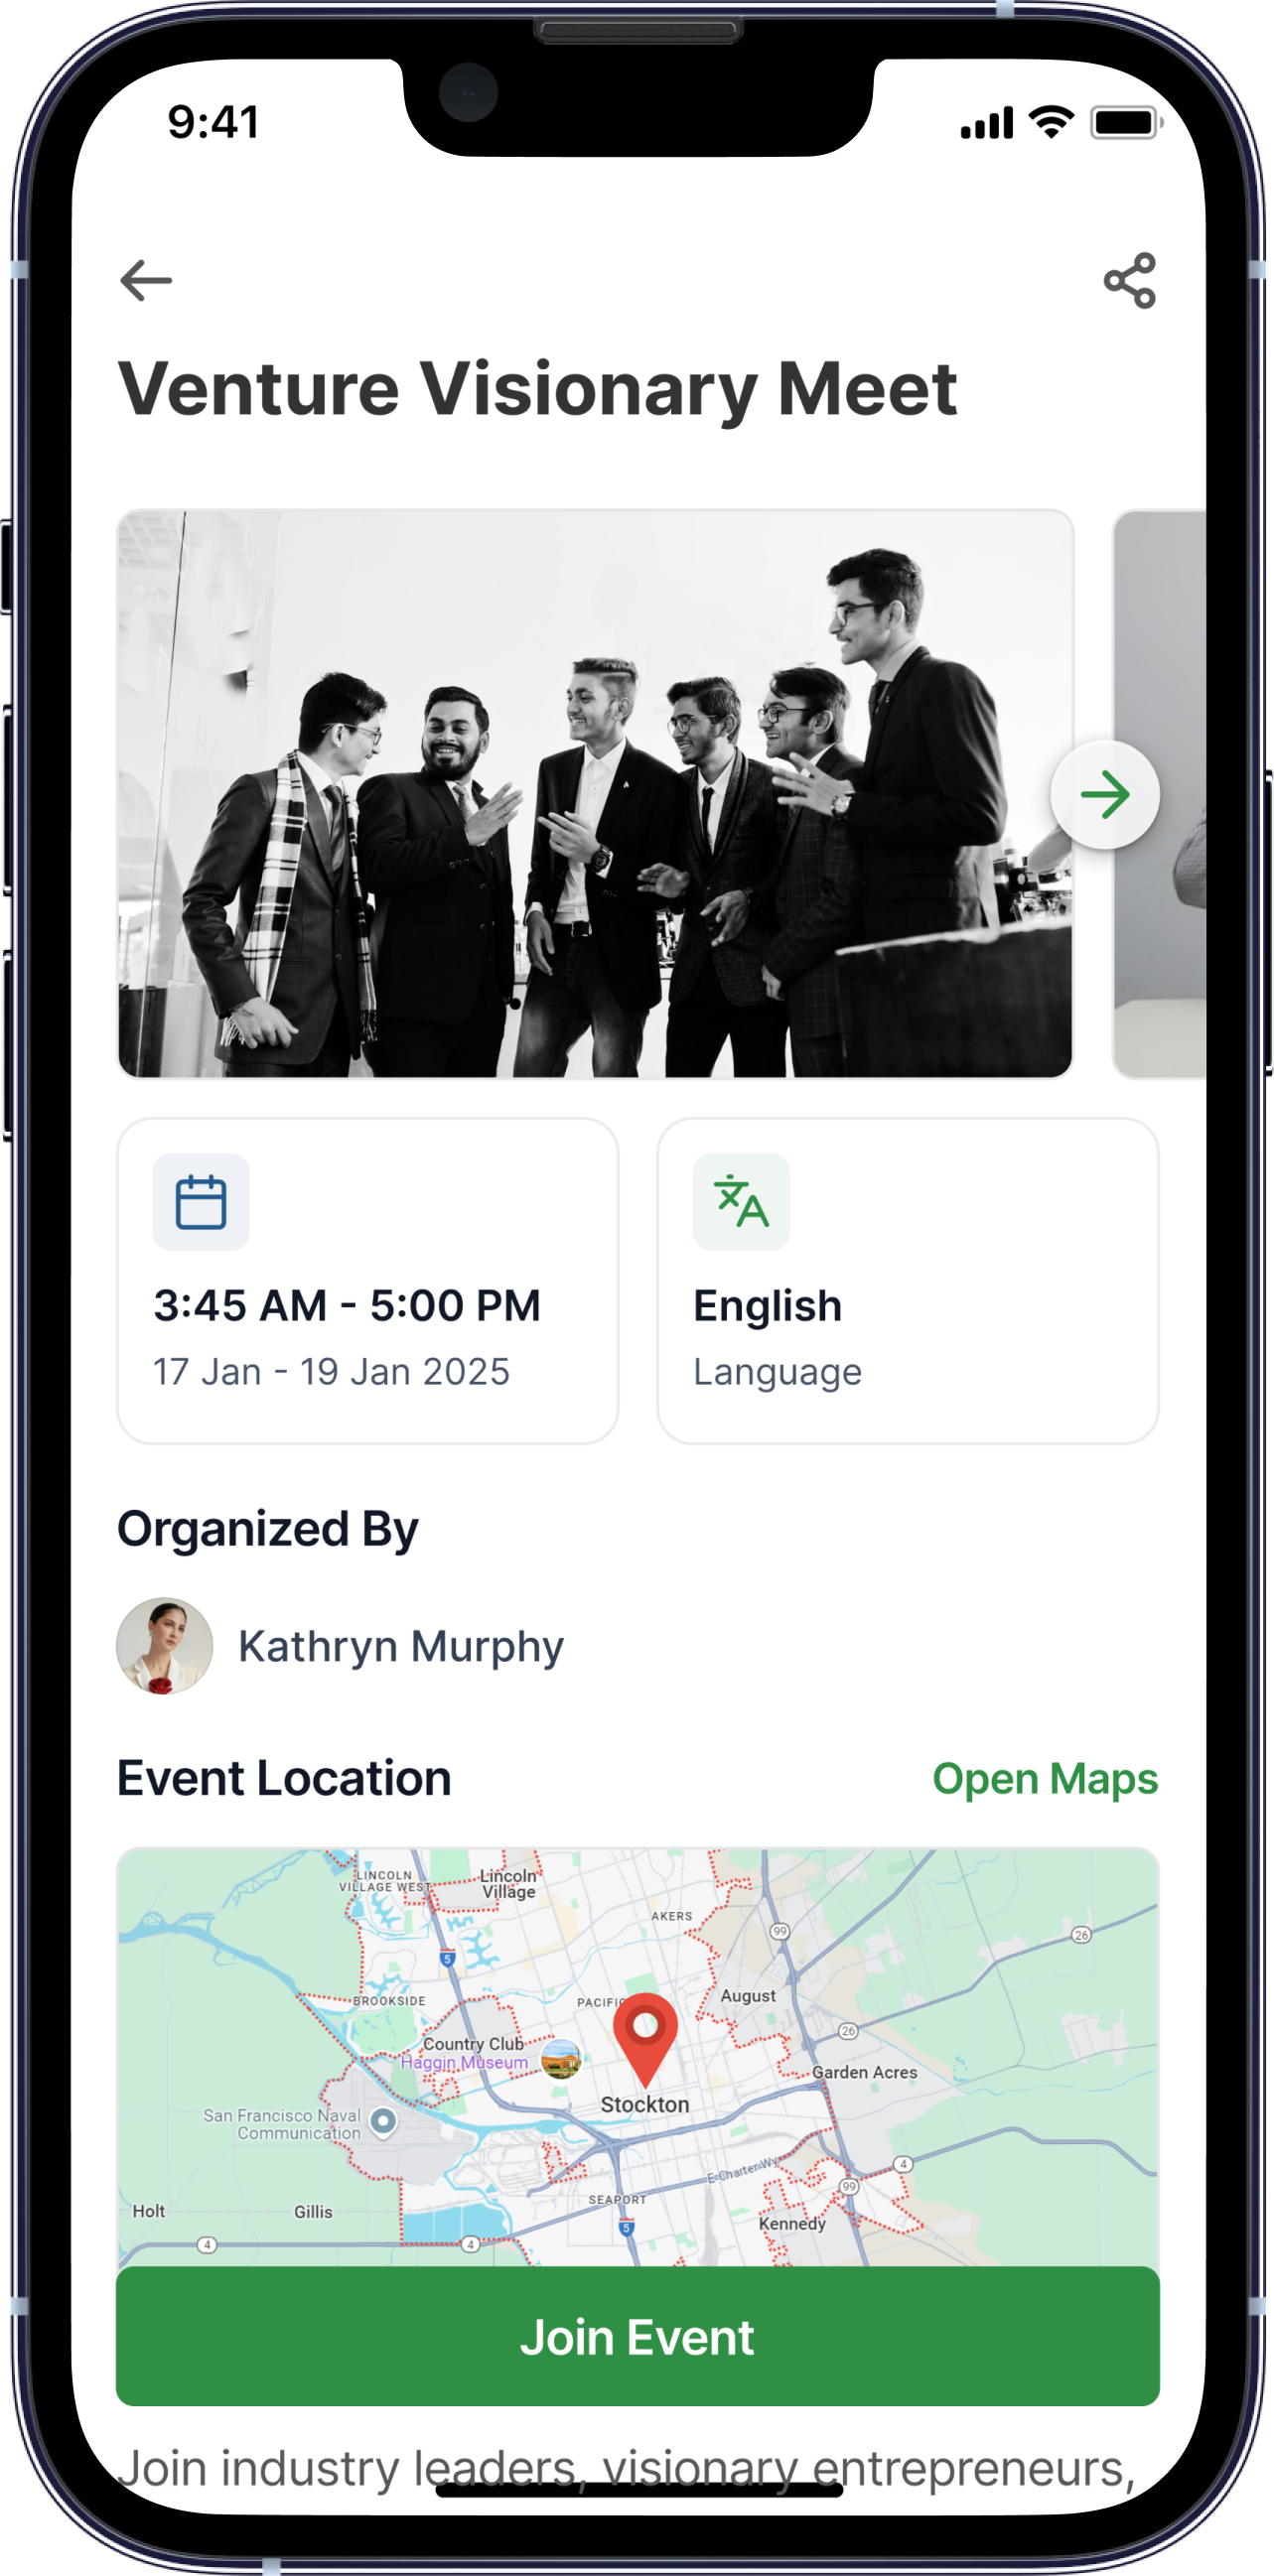 9:41
Venture Visionary Meet
3:45 AM - 5:00 PM
17 Jan - 19 Jan 2025
English
Language
Organized By
Kathryn Murphy
Event Location
Open Maps
LINCOLN
VILLAGE WEST
Lincoln
Village
AKERS
99
26
5
BROOKSIDE
PACIFIC
August
26
Country Club
Haggin Museum
Garden Acres
Stockton
San Francisco Naval
Communication
E Charter Wy
4
99
SEAPORT
Holt
Gillis
5
Kennedy
4
4
Join Event
Join industry leaders, visionary entrepreneurs,